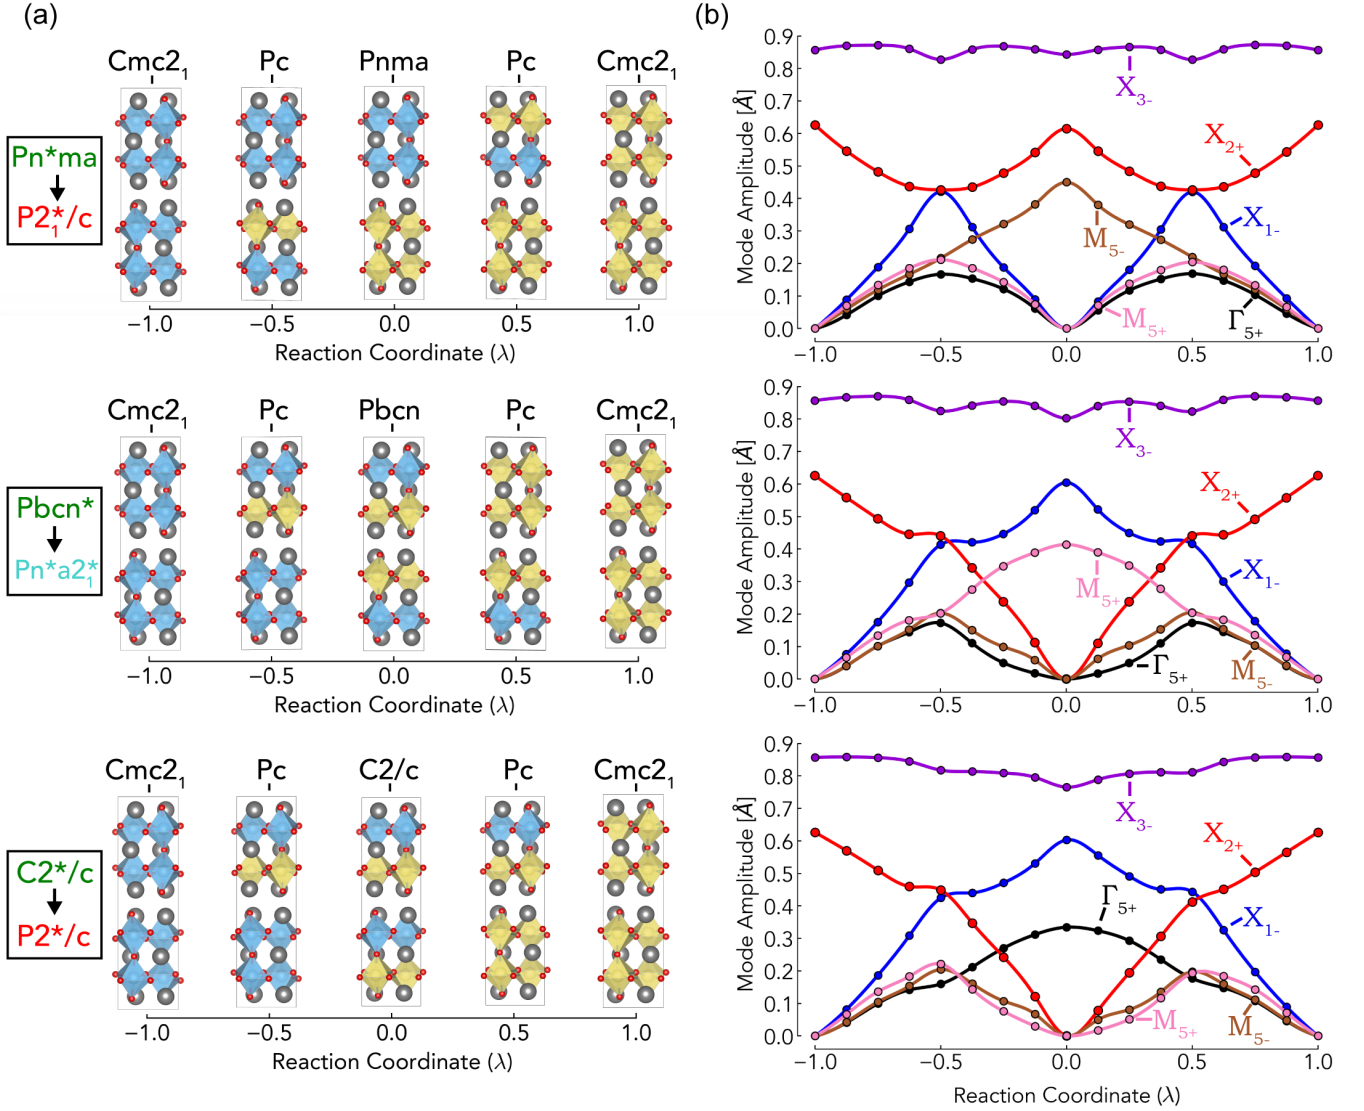 (a)
(b)
Cmc2₁ Pc Pnma Pc Cmc2₁
Pn*ma
P2₁*/c
−1.0 −0.5 0.0 0.5 1.0
Reaction Coordinate (λ)
0.9
0.8
0.7
0.6
0.5
0.4
0.3
0.2
0.1
0.0
Mode Amplitude [Å]
X₃₋
X₂₊
X₁₋
M₅₋
M₅₊
Γ₅₊
−1.0 −0.5 0.0 0.5 1.0
Cmc2₁ Pc Pbcn Pc Cmc2₁
Pbcn*
Pn*a2₁*
−1.0 −0.5 0.0 0.5 1.0
Reaction Coordinate (λ)
0.9
0.8
0.7
0.6
0.5
0.4
0.3
0.2
0.1
0.0
Mode Amplitude [Å]
X₃₋
X₂₊
X₁₋
M₅₊
Γ₅₊
M₅₋
−1.0 −0.5 0.0 0.5 1.0
Cmc2₁ Pc C2/c Pc Cmc2₁
C2*/c
P2*/c
−1.0 −0.5 0.0 0.5 1.0
Reaction Coordinate (λ)
0.9
0.8
0.7
0.6
0.5
0.4
0.3
0.2
0.1
0.0
Mode Amplitude [Å]
X₃₋
X₂₊
Γ₅₊
X₁₋
M₅₊
M₅₋
−1.0 −0.5 0.0 0.5 1.0
Reaction Coordinate (λ)